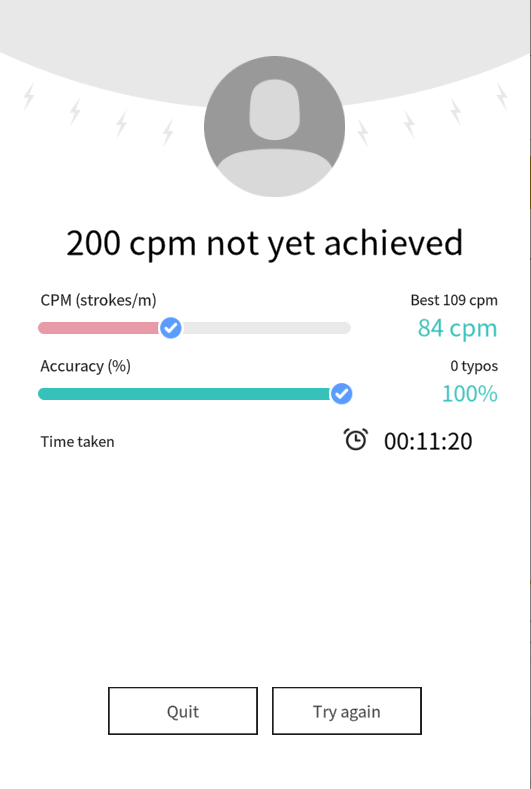 200 cpm not yet achieved
CPM (strokes/m) Best 109 cpm
84 cpm
Accuracy (%) 0 typos
100%
Time taken 00:11:20
Quit Try again